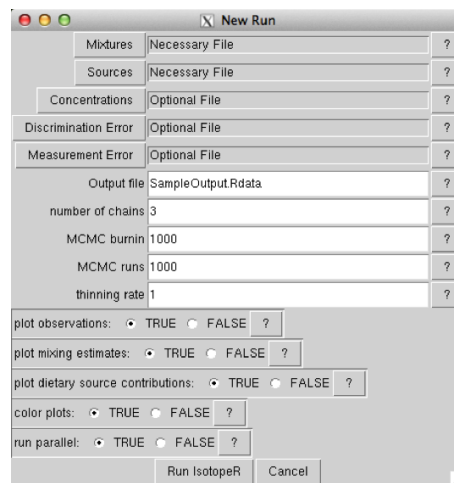 New Run
Mixtures Necessary File ?
Sources Necessary File ?
Concentrations Optional File ?
Discrimination Error Optional File ?
Measurement Error Optional File ?
Output file SampleOutput.Rdata ?
number of chains 3 ?
MCMC burnin 1000 ?
MCMC runs 1000 ?
thinning rate 1 ?
plot observations: TRUE FALSE ?
plot mixing estimates: TRUE FALSE ?
plot dietary source contributions: TRUE FALSE ?
color plots: TRUE FALSE ?
run parallel: TRUE FALSE ?
Run IsotopeR Cancel